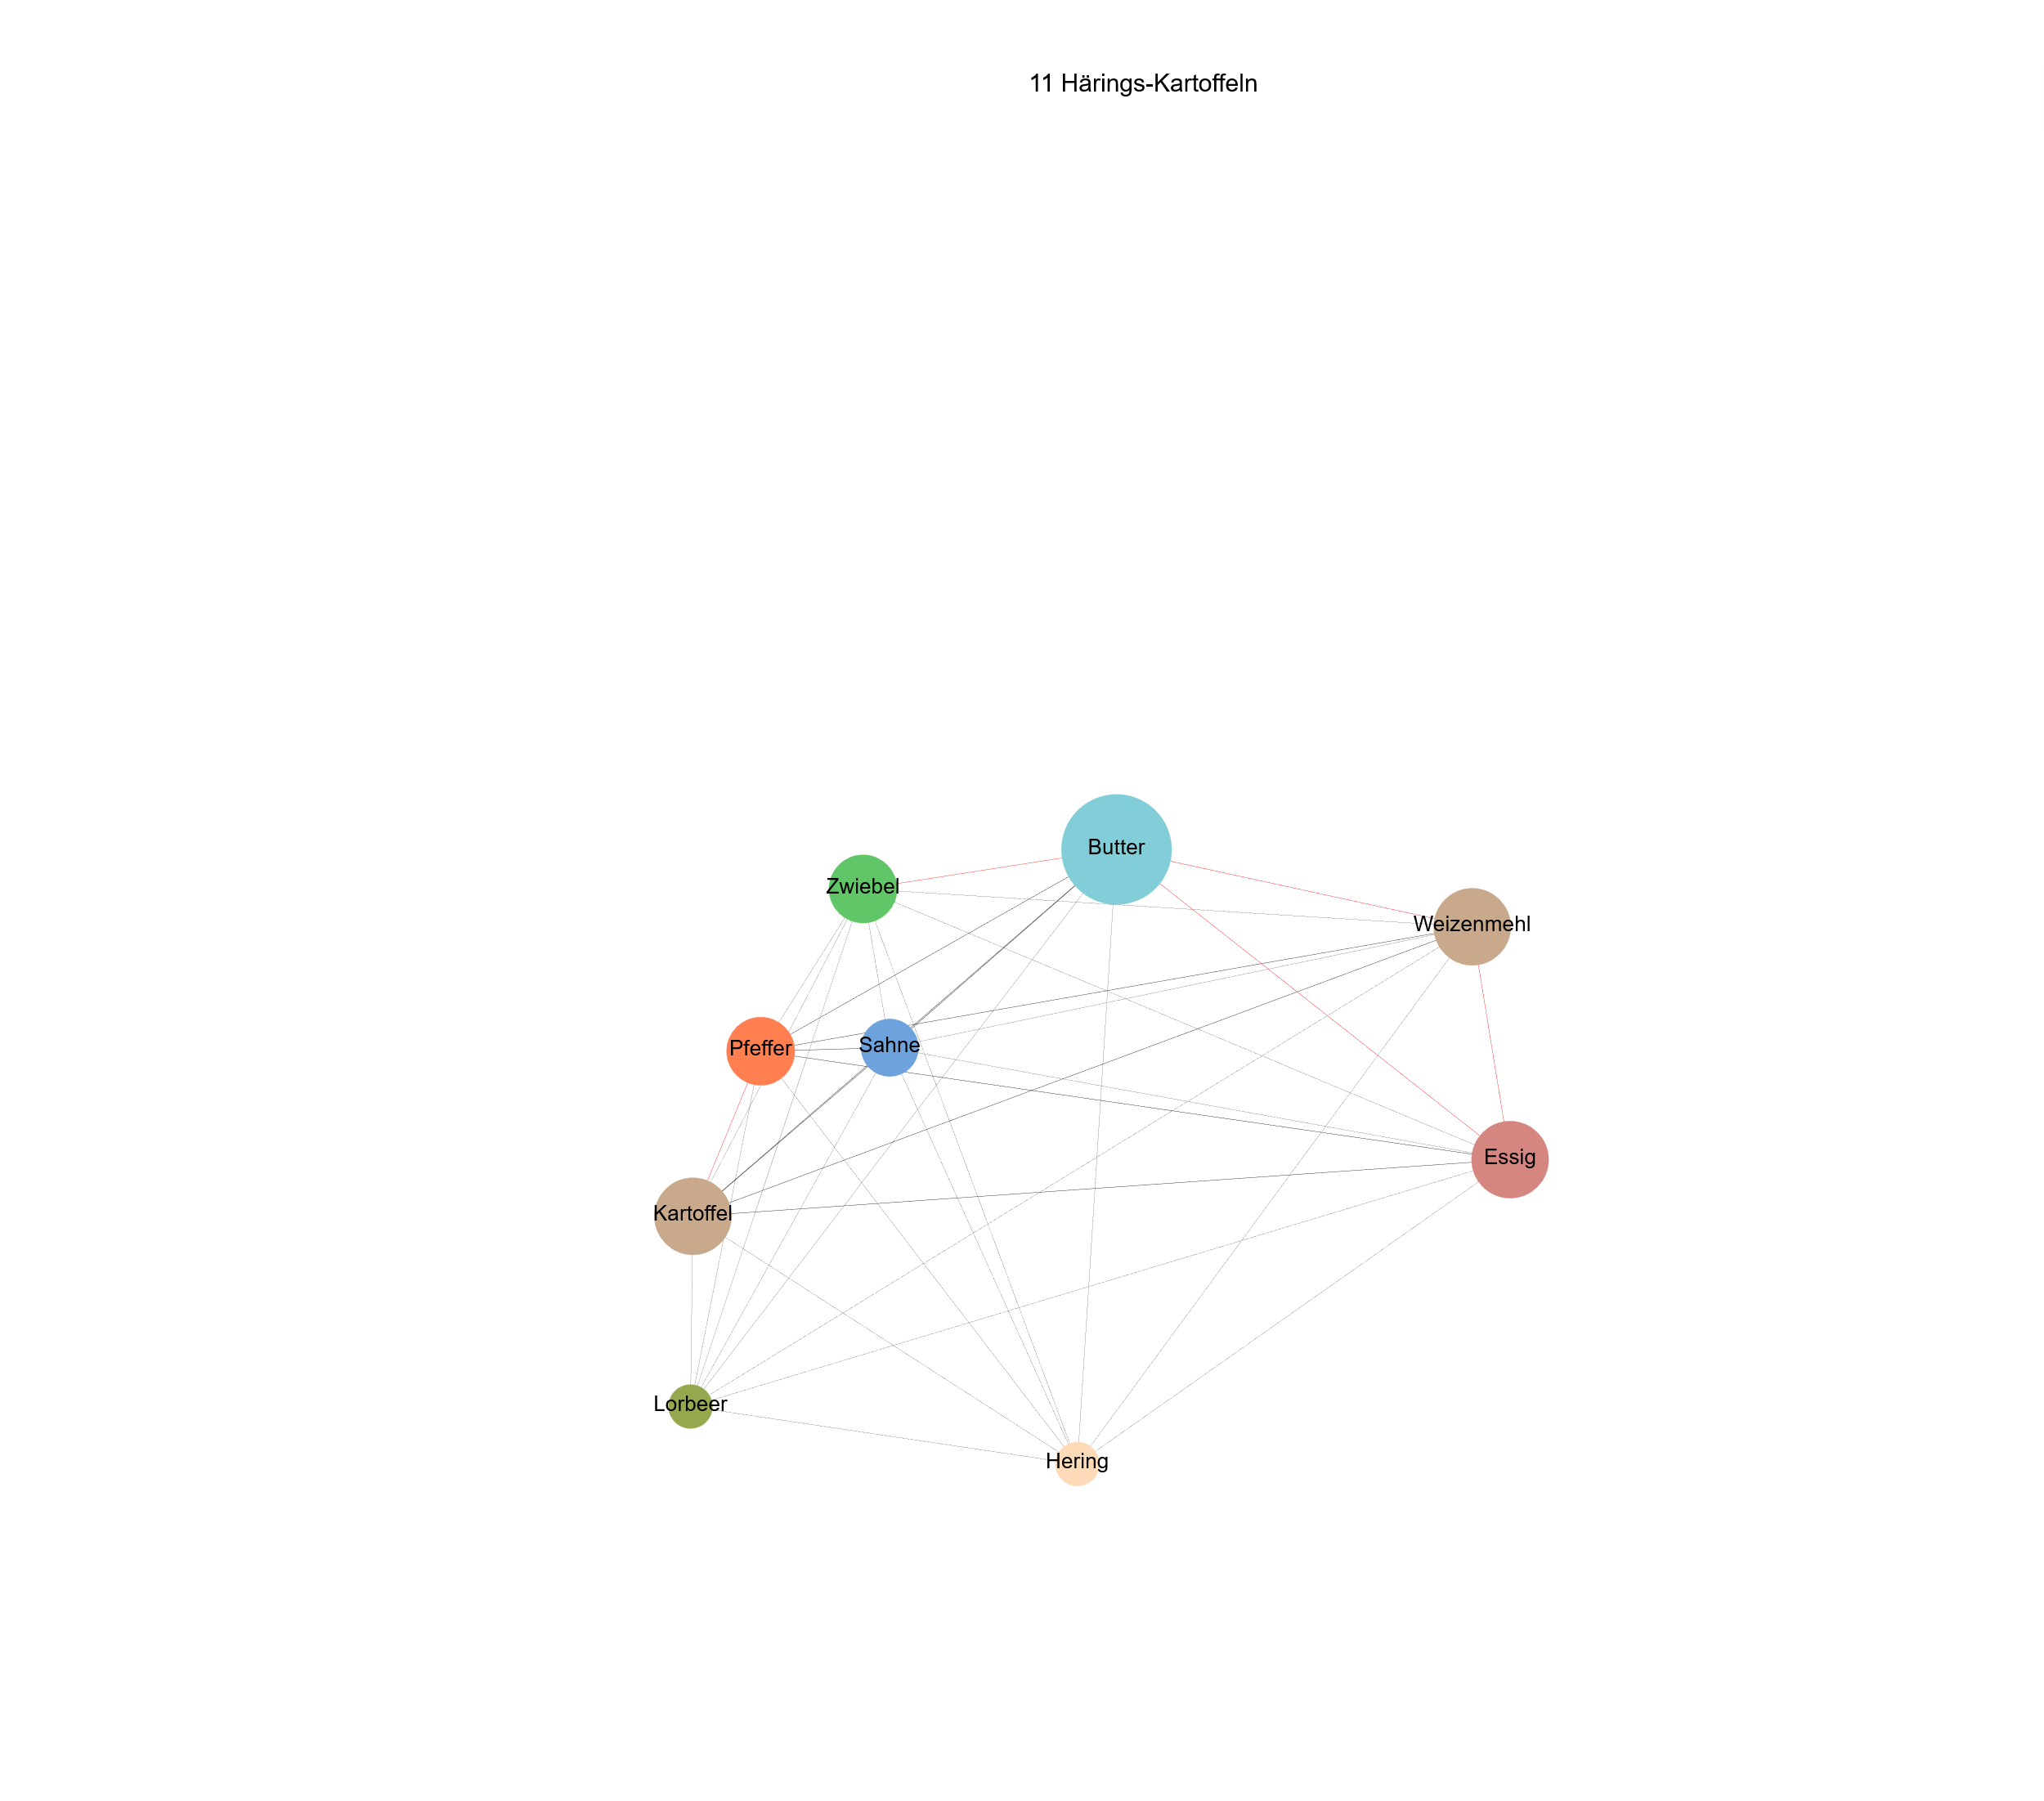 11 Härings-Kartoffeln
Butter
Zwiebel
Weizenmehl
Pfeffer
Sahne
Essig
Kartoffel
Lorbeer
Hering